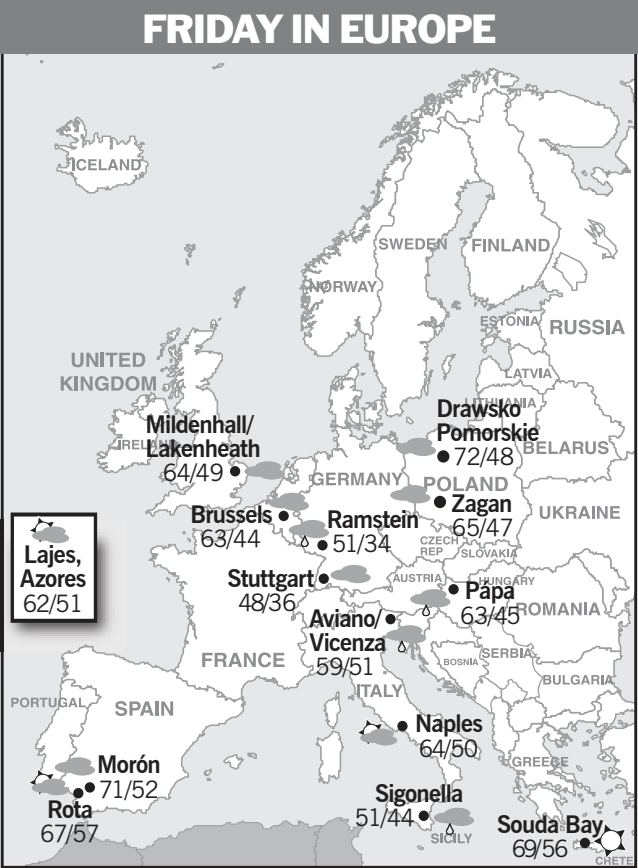 FRIDAY IN EUROPE
ICELAND
SWEDEN
FINLAND
NORWAY
ESTONIA
RUSSIA
UNITED
KINGDOM
LATVIA
LITHUANIA
Drawsko
Pomorskie
72/48
Mildenhall/
Lakenheath
64/49
IRELAND
BELARUS
GERMANY
POLAND
Zagan
65/47
UKRAINE
Brussels
63/44
Ramstein
51/34
Lajes,
Azores
62/51
CZECH
REP
SLOVAKIA
Stuttgart
48/36
AUSTRIA
HUNGARY
Papa
63/45
ROMANIA
Aviano/
Vicenza
59/51
FRANCE
BOSNIA
SERBIA
BULGARIA
ITALY
PORTUGAL
SPAIN
Naples
64/50
GREECE
Morón
71/52
Rota
67/57
Sigonella
51/44
SICILY
Souda Bay
69/56
CRETE